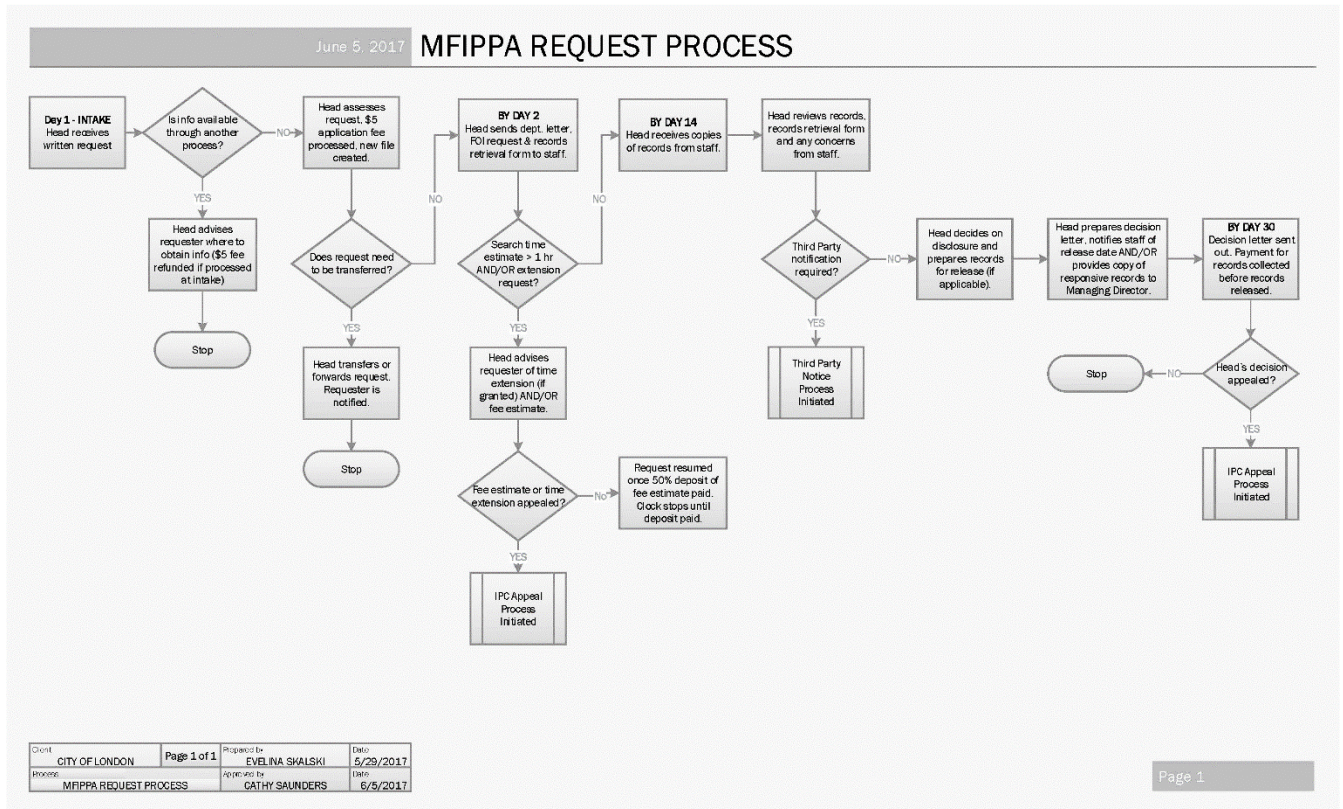 June 5, 2017
MFIPPA REQUEST PROCESS
Day 1 - INTAKE
Head receives
written request
Is info available
through another
process?
NO
Head assesses
request, $5
application fee
processed, new file
created.
BY DAY 2
Head sends dept. letter,
FOI request & records
retrieval form to staff.
BY DAY 14
Head receives copies
of records from staff.
Head reviews records,
records retrieval form
and any concerns
from staff.
YES
Head advises
requester where to
obtain info ($5 fee
refunded if processed
at intake)
Stop
Does request need
to be transferred?
NO
YES
Head transfers or
forwards request.
Requester is
notified.
Stop
Search time
estimate > 1 hr
AND/OR extension
request?
NO
YES
Head advises
requester of time
extension (if
granted) AND/OR
fee estimate.
Fee estimate or time
extension appealed?
No
Request resumed
once 50% deposit of
fee estimate paid.
Clock stops until
deposit paid.
YES
IPC Appeal
Process
Initiated
Third Party
notification
required?
NO
YES
Third Party
Notice
Process
Initiated
Head decides on
disclosure and
prepares records
for release (if
applicable).
Head prepares decision
letter, notifies staff of
release date AND/OR
provides copy of
responsive records to
Managing Director.
BY DAY 30
Decision letter sent
out. Payment for
records collected
before records
released.
Head's decision
appealed?
NO
Stop
YES
IPC Appeal
Process
Initiated
Client
CITY OF LONDON
Page 1 of 1
Prepared by
EVELINA SKALSKI
Date
5/29/2017
Process
MFIPPA REQUEST PROCESS
Approved by
CATHY SAUNDERS
Date
6/5/2017
Page 1